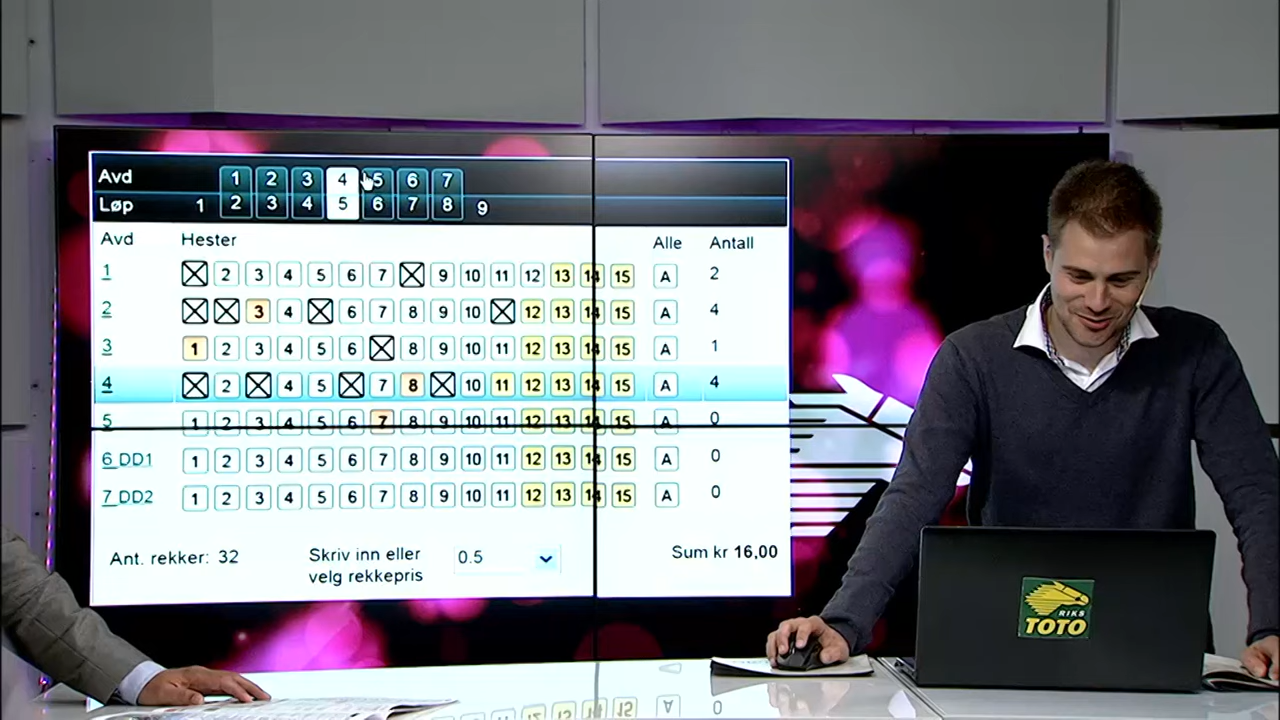 Avd 1 2 3 4 5 6 7
Løp 1 2 3 4 5 6 7 8 9
Avd Hester Alle Antall
1 2 3 4 5 6 7 9 10 11 12 13 14 15 A 2
2 3 4 6 7 8 9 10 12 13 14 15 A 4
3 1 2 3 4 5 6 8 9 10 11 12 13 14 15 A 1
4 2 4 5 7 8 10 11 12 13 14 15 A 4
5 1 2 3 4 5 6 7 8 9 10 11 12 13 14 15 A 0
6 DD1 1 2 3 4 5 6 7 8 9 10 11 12 13 14 15 A 0
7 DD2 1 2 3 4 5 6 7 8 9 10 11 12 13 14 15 A 0
Ant. rekker: 32 Skriv inn eller 0.5 Sum kr 16,00
velg rekkepris
RIKS
TOTO